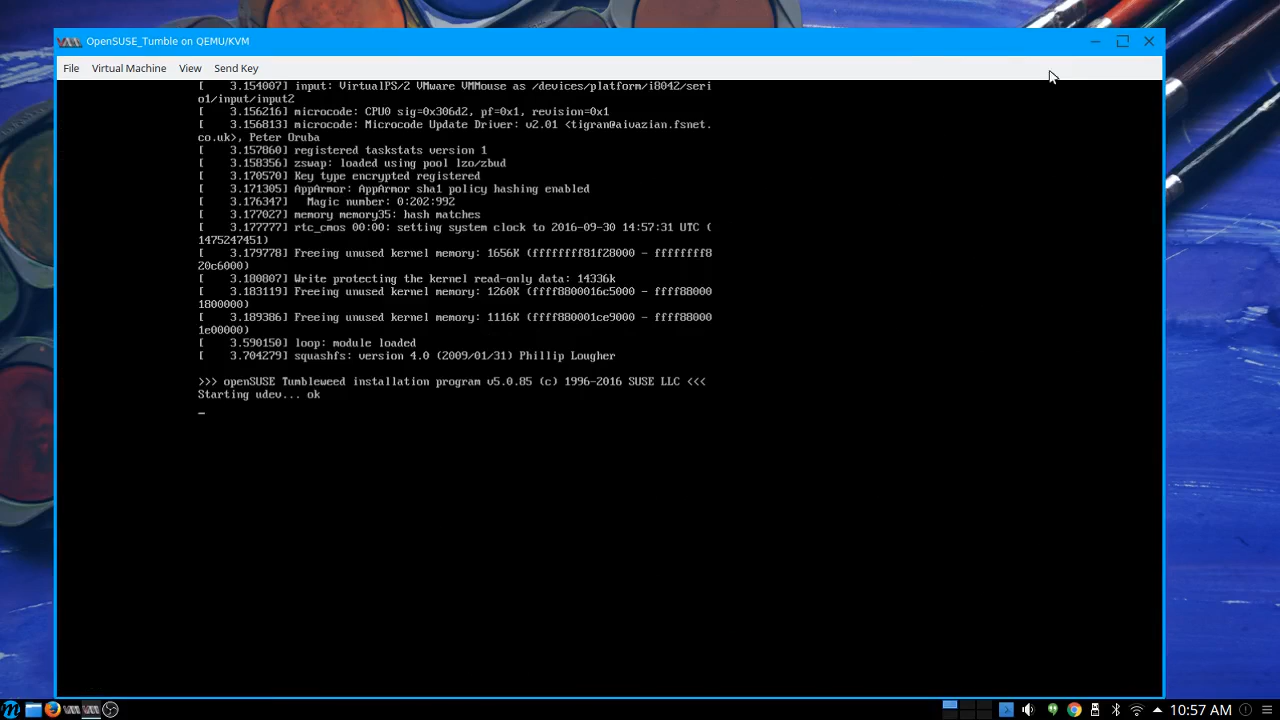 OpenSUSE_Tumble on QEMU/KVM
File Virtual Machine View Send Key
[    3.154007] input: VirtualPS/2 VMware VMMouse as /devices/platform/i8042/seri
o1/input/input2
[    3.156216] microcode: CPU0 sig=0x306d2, pf=0x1, revision=0x1
[    3.156813] microcode: Microcode Update Driver: v2.01 <tigran@aivazian.fsnet.
co.uk>, Peter Oruba
[    3.157860] registered taskstats version 1
[    3.158356] zswap: loaded using pool lzo/zbud
[    3.170570] Key type encrypted registered
[    3.171305] AppArmor: AppArmor sha1 policy hashing enabled
[    3.176347]   Magic number: 0:202:992
[    3.177027] memory memory35: hash matches
[    3.177777] rtc_cmos 00:00: setting system clock to 2016-09-30 14:57:31 UTC (
1475247451)
[    3.179778] Freeing unused kernel memory: 1656K (ffffffff81f28000 - ffffffff8
20c6000)
[    3.180807] Write protecting the kernel read-only data: 14336k
[    3.183119] Freeing unused kernel memory: 1260K (ffff8800016c5000 - ffff88000
1800000)
[    3.189386] Freeing unused kernel memory: 1116K (ffff880001ce9000 - ffff88000
1e00000)
[    3.590150] loop: module loaded
[    3.704279] squashfs: version 4.0 (2009/01/31) Phillip Lougher
>>> openSUSE Tumbleweed installation program v5.0.85 (c) 1996-2016 SUSE LLC <<<
Starting udev... ok
_
10:57 AM